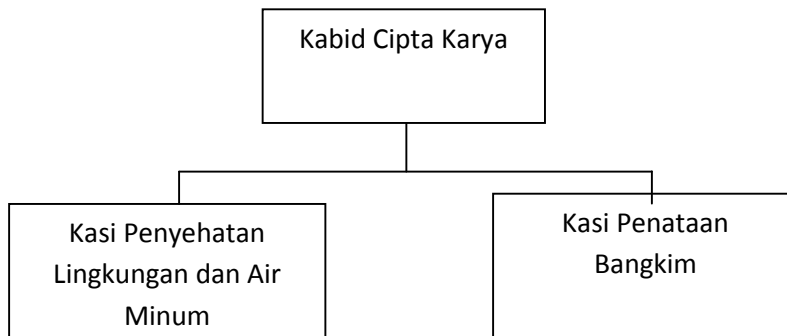 Kabid Cipta Karya
Kasi Penyehatan
Lingkungan dan Air
Minum
Kasi Penataan
Bangkim